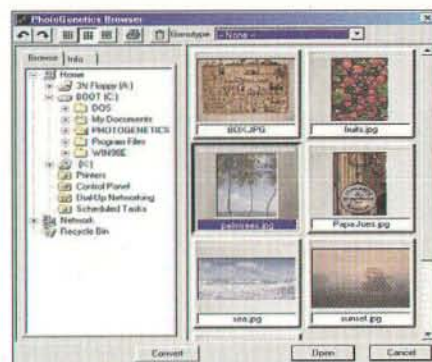 PhotoGenetics Browser
Genotype: - None -
Browse Info
Home
3½ Floppy (A:)
BOOT (C:)
DOS
My Documents
PHOTOGENETICS
Program Files
WIN98E
Printers
Control Panel
Dial-Up Networking
Scheduled Tasks
Network
Recycle Bin
BOX.JPG
fruits.jpg
palmtrees.jpg
PapaJoes.jpg
sea.jpg
sunset.jpg
Convert
Open
Cancel